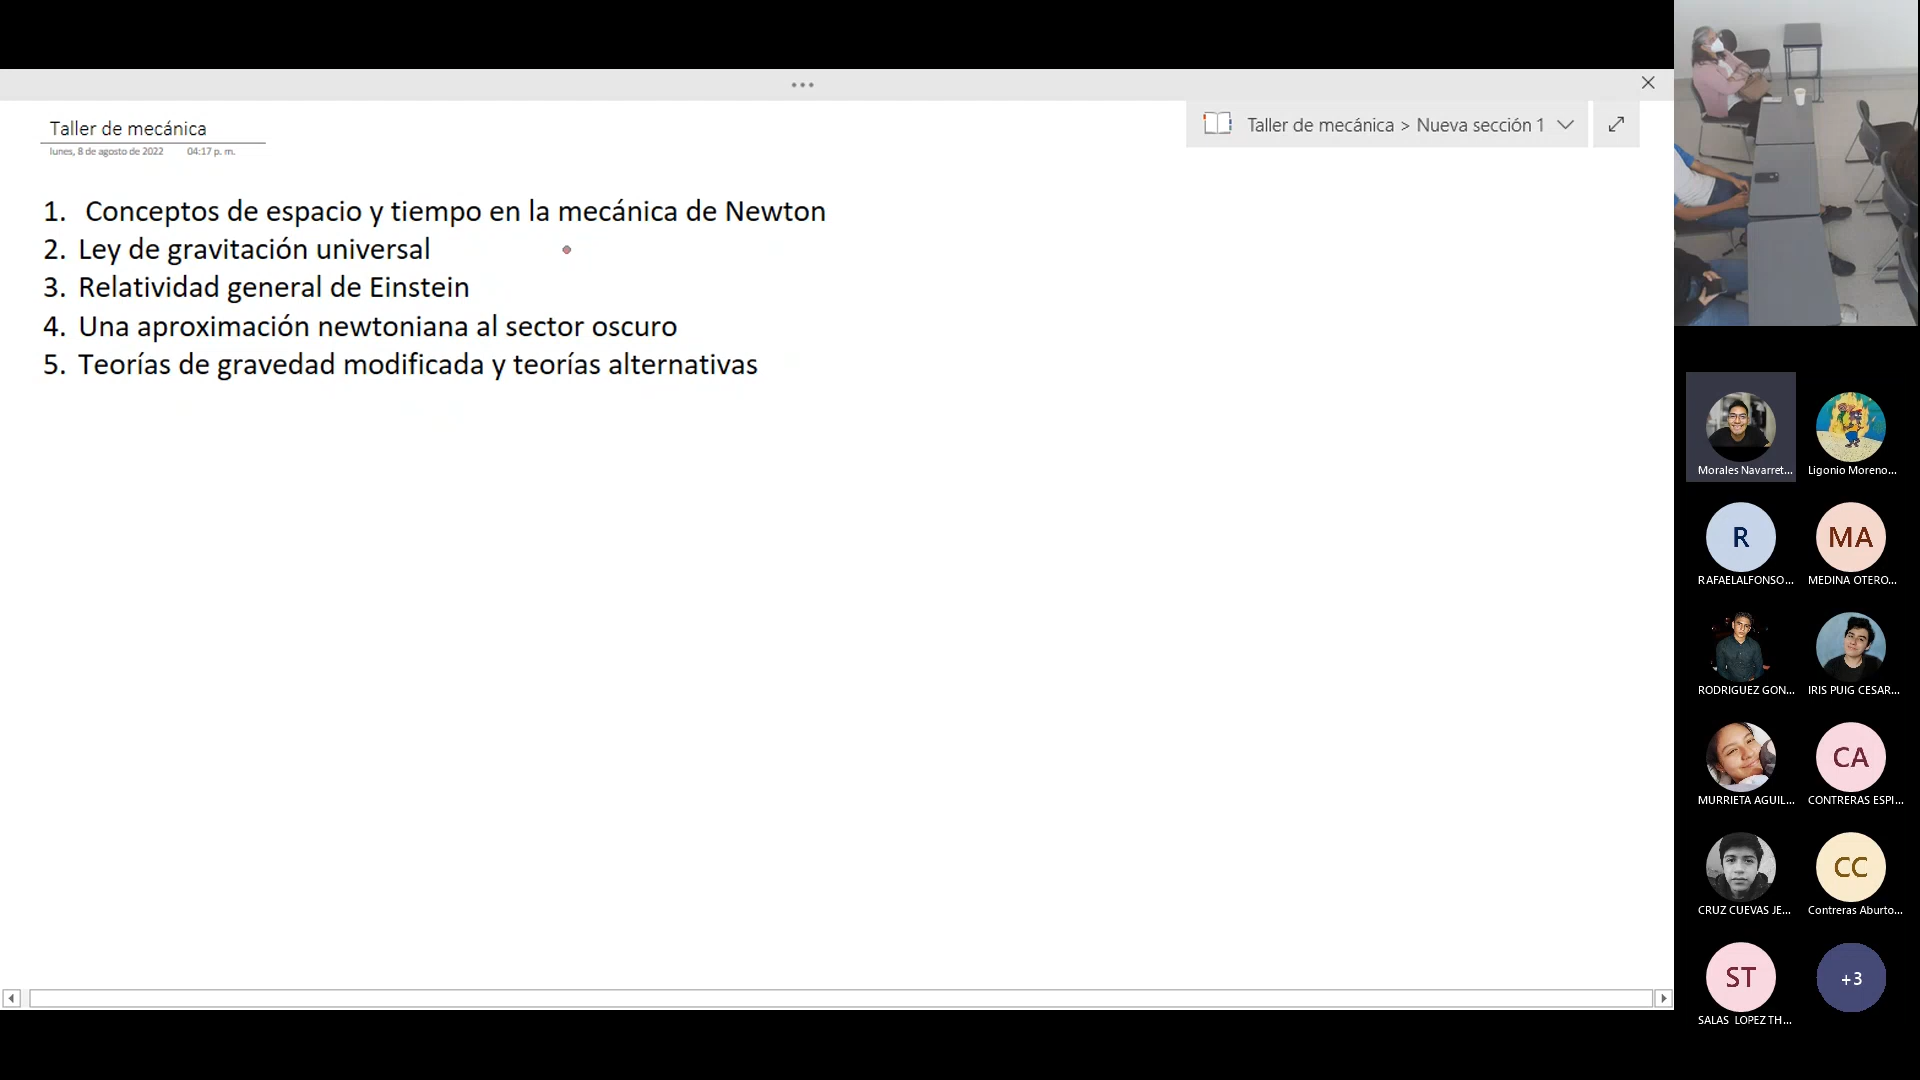 Taller de mecánica
lunes, 8 de agosto de 2022 04:17 p. m.
Taller de mecánica > Nueva sección 1
1. Conceptos de espacio y tiempo en la mecánica de Newton
2. Ley de gravitación universal
3. Relatividad general de Einstein
4. Una aproximación newtoniana al sector oscuro
5. Teorías de gravedad modificada y teorías alternativas
Morales Navarret...
Ligonio Moreno...
R
MA
RAFAELALFONSO...
MEDINA OTERO...
RODRIGUEZ GON...
IRIS PUIG CESAR...
MURRIETA AGUIL...
CA
CONTRERAS ESPI...
CRUZ CUEVAS JE...
CC
Contreras Aburto...
ST
SALAS LOPEZ TH...
+3